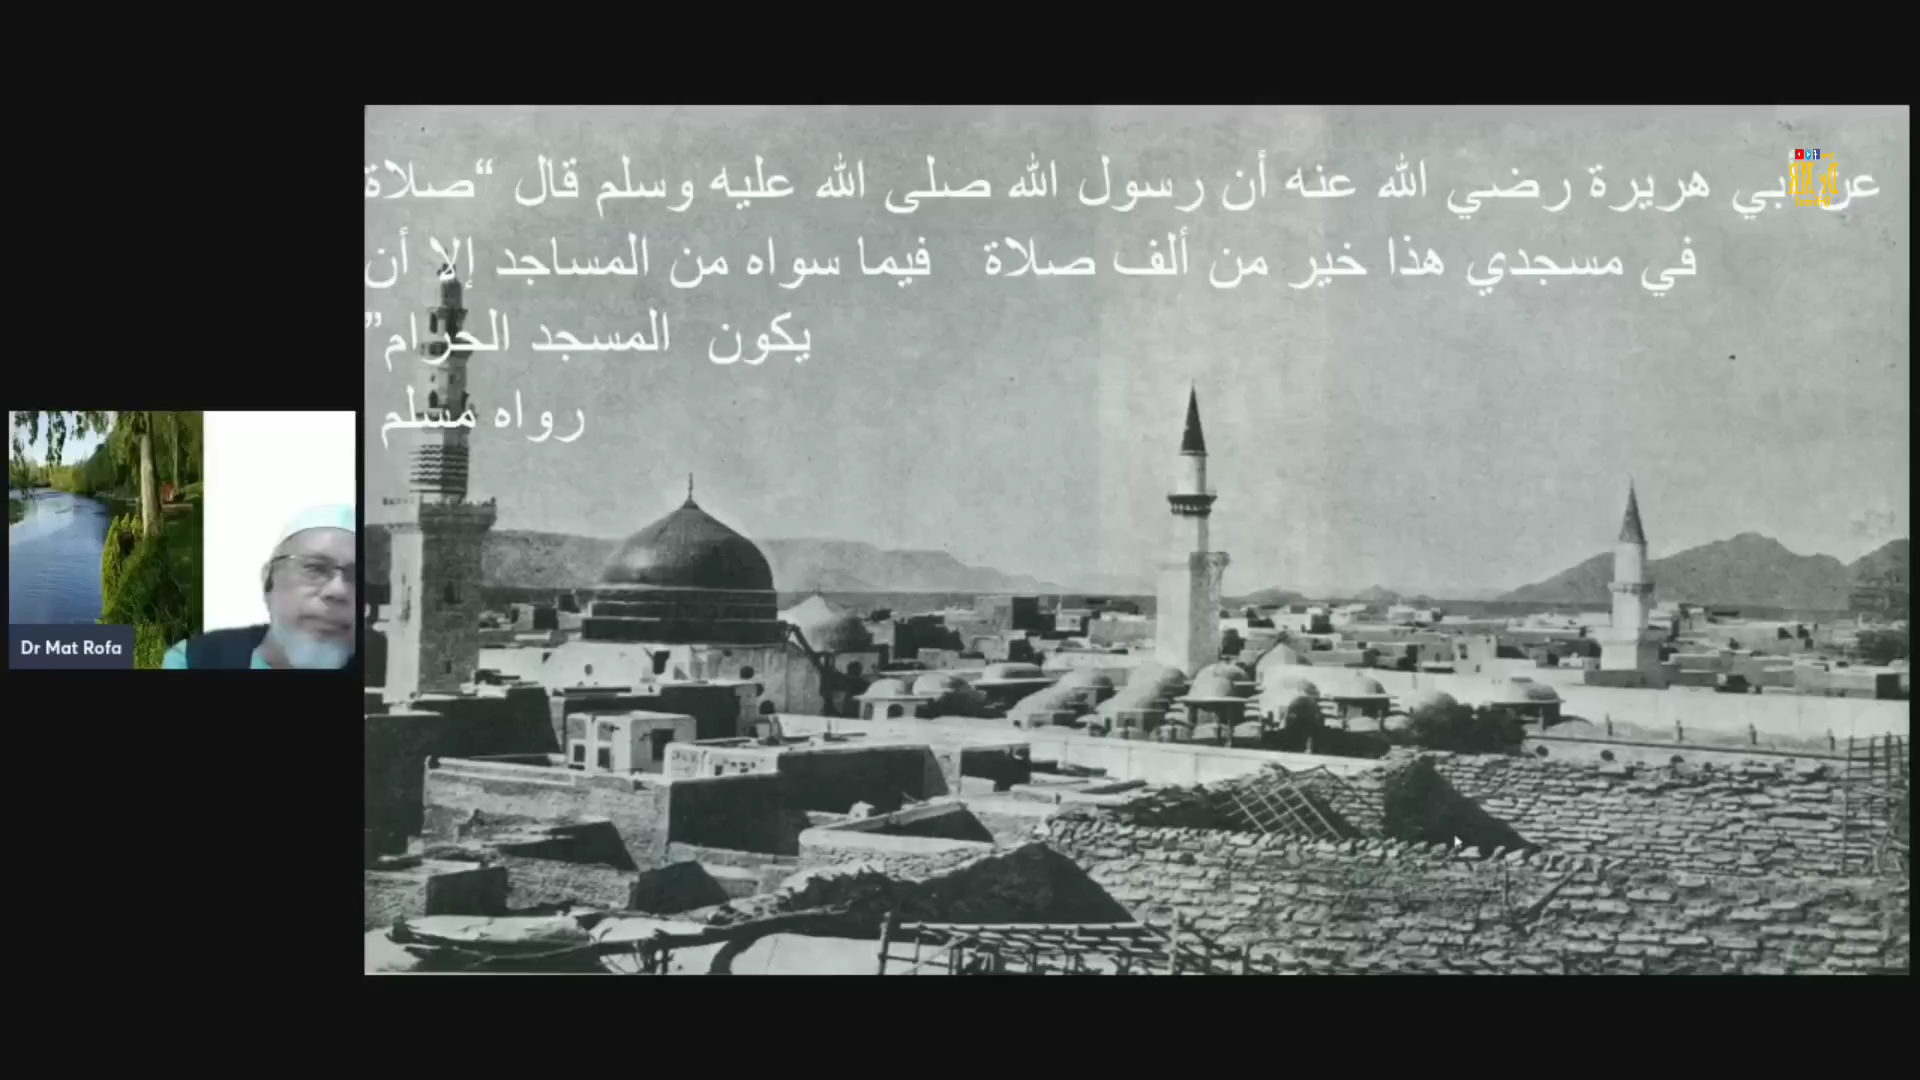 عن أبي هريرة رضي الله عنه أن رسول الله صلى الله عليه وسلم قال “صلاة
في مسجدي هذا خير من ألف صلاة فيما سواه من المساجد إلا أن
يكون المسجد الحرام”
رواه مسلم
Dr Mat Rofa